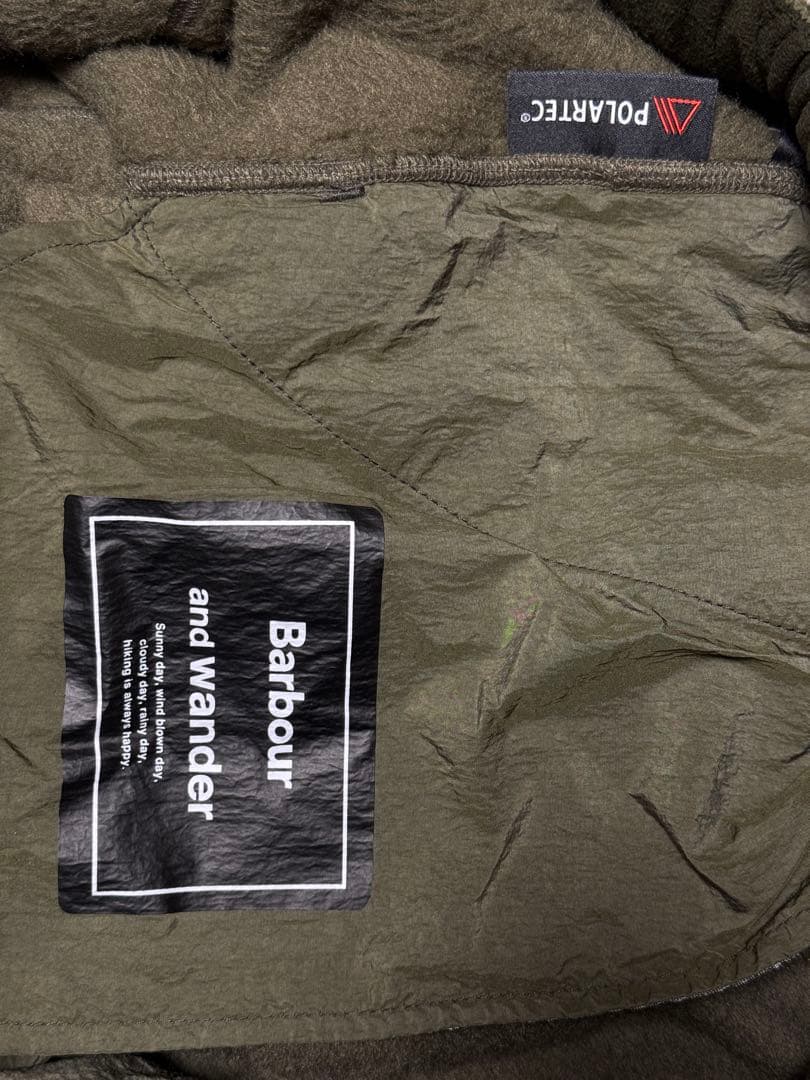 POLARTEC®
Barbour
and wander
Sunny day, wind blown day,
cloudy day, rainy day,
hiking is always happy.